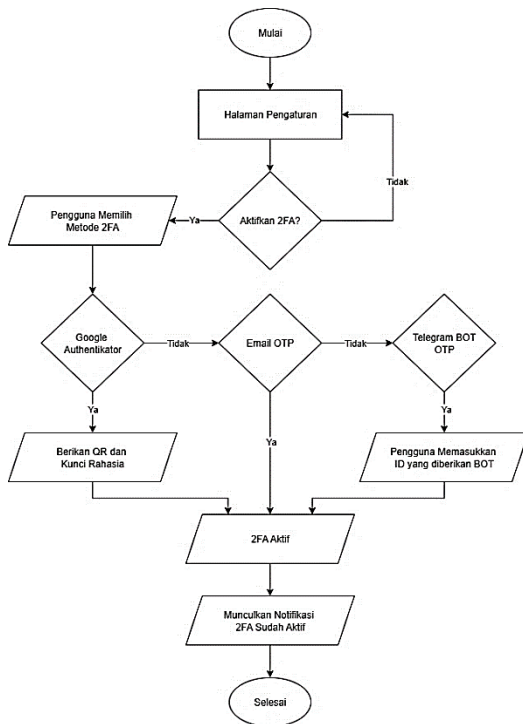 Mulai
Halaman Pengaturan
Tidak
Pengguna Memilih
Metode 2FA
Ya
Aktifkan 2FA?
Google
Authentikator
Tidak
Email OTP
Tidak
Telegram BOT
OTP
Ya
Ya
Ya
Berikan QR dan
Kunci Rahasia
Pengguna Memasukkan
ID yang diberikan BOT
2FA Aktif
Munculkan Notifikasi
2FA Sudah Aktif
Selesai